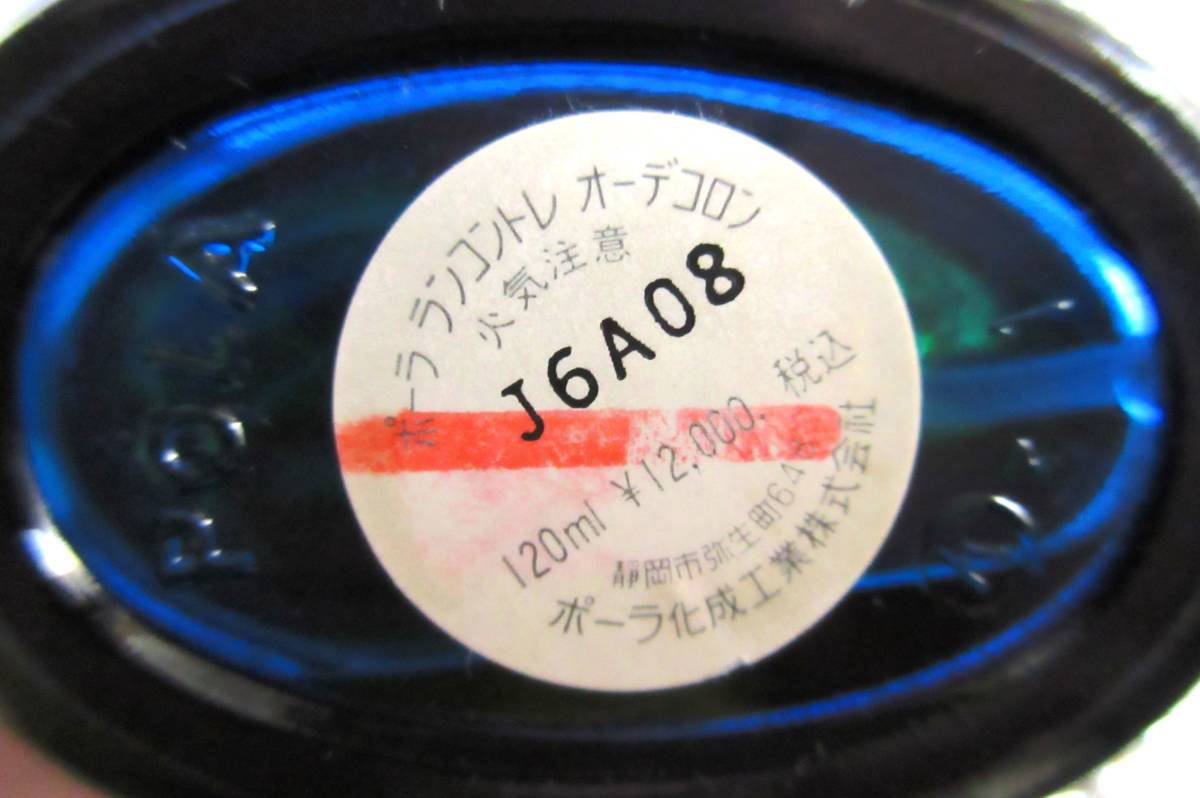 ポーラ ランコントレ オーデコロン
火気注意
J6A08
120ml ¥12,000. 税込
静岡市弥生町64
ポーラ化成工業株式会社
POLA